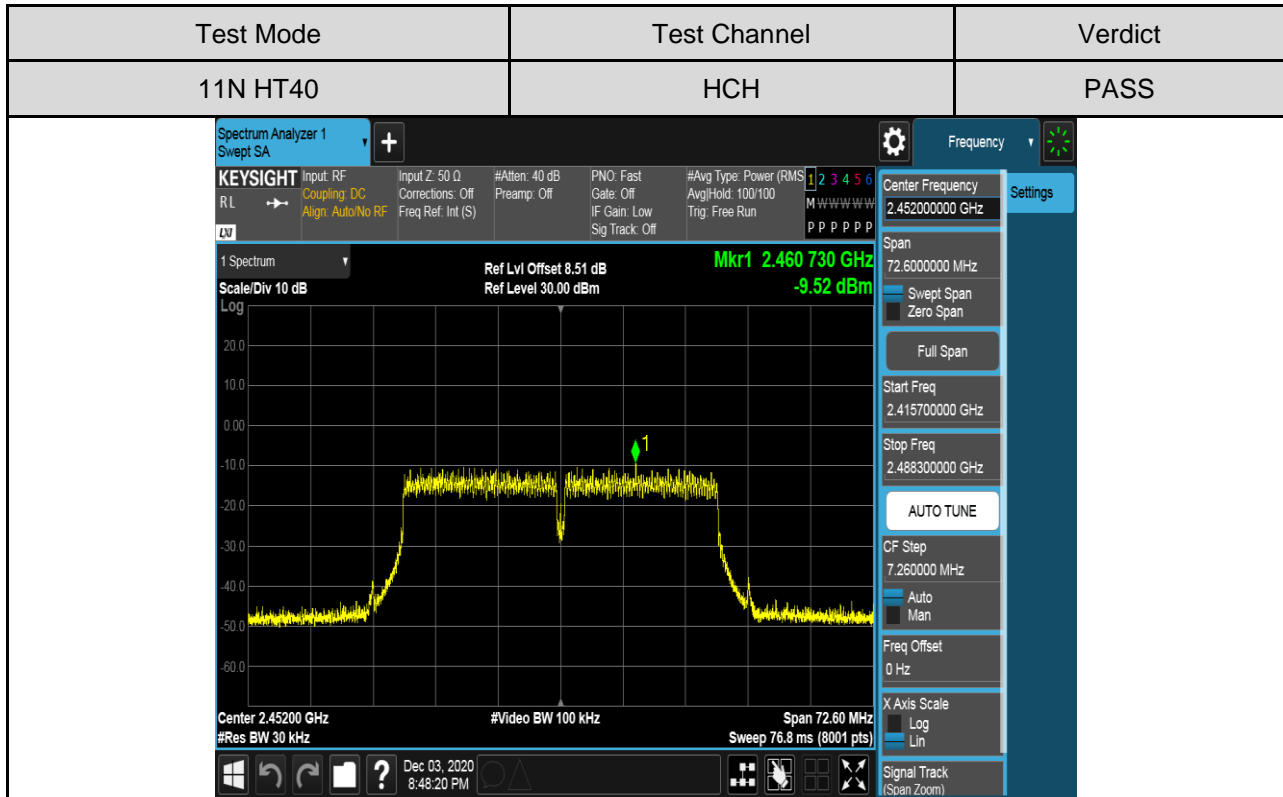 Test Mode Test Channel Verdict
11N HT40 HCH PASS
Spectrum Analyzer 1
Swept SA
+
Frequency
KEYSIGHT
RL
LXI
Input: RF
Coupling: DC
Align: Auto/No RF
Input Z: 50 Ω
Corrections: Off
Freq Ref: Int (S)
#Atten: 40 dB
Preamp: Off
PNO: Fast
Gate: Off
IF Gain: Low
Sig Track: Off
#Avg Type: Power (RMS
Avg|Hold: 100/100
Trig: Free Run
1 2 3 4 5 6
M W W W W W
P P P P P P
1 Spectrum
Scale/Div 10 dB
Log
Ref Lvl Offset 8.51 dB
Ref Level 30.00 dBm
Mkr1 2.460 730 GHz
-9.52 dBm
20.0
10.0
0.00
-10.0
-20.0
-30.0
-40.0
-50.0
-60.0
1
Center 2.45200 GHz
#Res BW 30 kHz
#Video BW 100 kHz
Span 72.60 MHz
Sweep 76.8 ms (8001 pts)
Center Frequency
2.452000000 GHz
Settings
Span
72.6000000 MHz
Swept Span
Zero Span
Full Span
Start Freq
2.415700000 GHz
Stop Freq
2.488300000 GHz
AUTO TUNE
CF Step
7.260000 MHz
Auto
Man
Freq Offset
0 Hz
X Axis Scale
Log
Lin
Signal Track
(Span Zoom)
?
Dec 03, 2020
8:48:20 PM